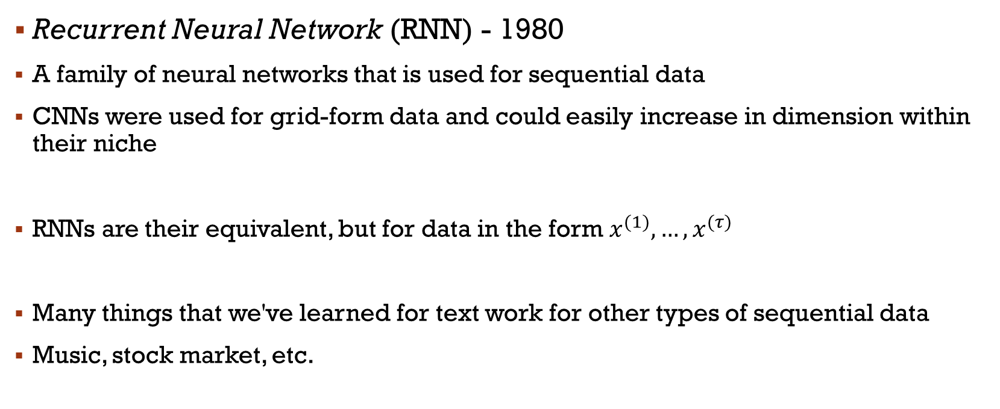 ▪ Recurrent Neural Network (RNN) - 1980
▪ A family of neural networks that is used for sequential data
▪ CNNs were used for grid-form data and could easily increase in dimension within
their niche
▪ RNNs are their equivalent, but for data in the form x⁽¹⁾, … , x⁽τ⁾
▪ Many things that we've learned for text work for other types of sequential data
▪ Music, stock market, etc.